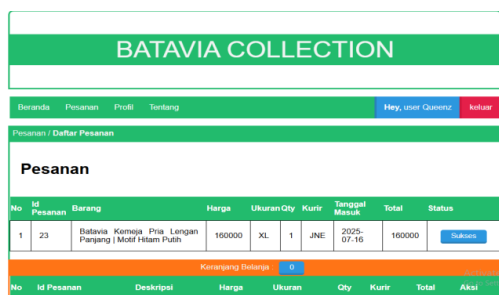 BATAVIA COLLECTION
Beranda Pesanan Profil Tentang Hey, user Queenz keluar
Pesanan / Daftar Pesanan
Pesanan
No Id Pesanan Barang Harga Ukuran Qty Kurir Tanggal Masuk Total Status
1 23 Batavia Kemeja Pria Lengan Panjang | Motif Hitam Putih 160000 XL 1 JNE 2025-07-16 160000 Sukses
Keranjang Belanja 0
No Id Pesanan Deskripsi Harga Ukuran Qty Kurir Total Aksi